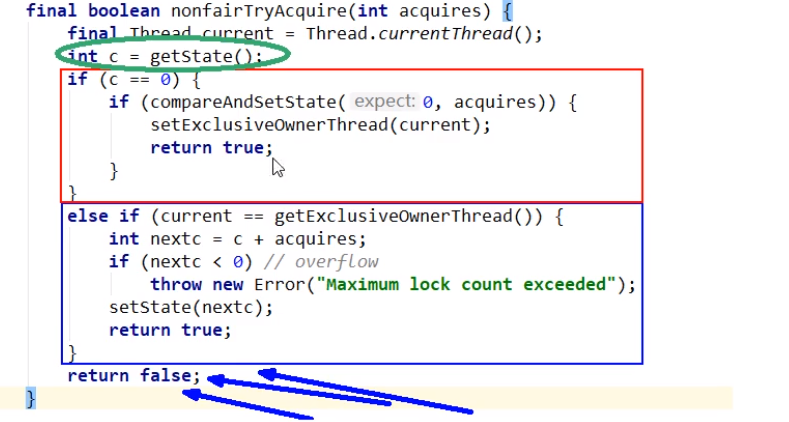 final boolean nonfairTryAcquire(int acquires) {
final Thread current = Thread.currentThread();
int c = getState();
if (c == 0) {
if (compareAndSetState( expect: 0, acquires)) {
setExclusiveOwnerThread(current);
return true;
}
}
else if (current == getExclusiveOwnerThread()) {
int nextc = c + acquires;
if (nextc < 0) // overflow
throw new Error("Maximum lock count exceeded");
setState(nextc);
return true;
}
return false;
}